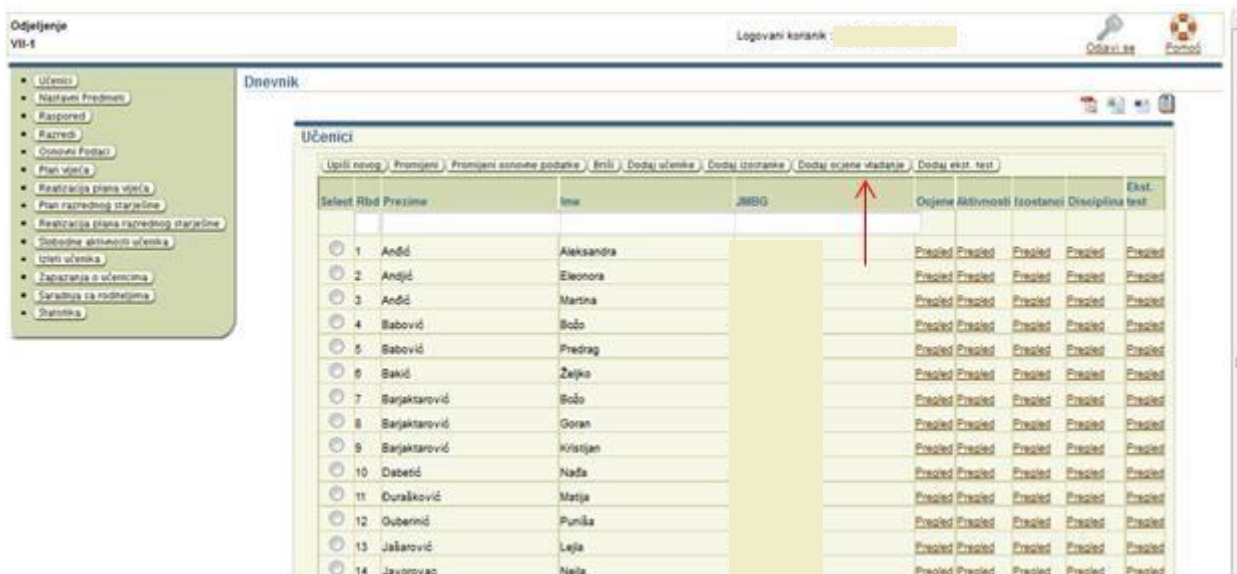 Odjeljenje
VII-1
Logovani korisnik :
Odjavi se
Pomoć
Učenici
Nastavni Predmeti
Raspored
Razredi
Osnovni Podaci
Plan vijeća
Realizacija plana vijeća
Plan razrednog starješine
Realizacija plana razrednog starješine
Slobodne aktivnosti učenika
Izleti učenika
Zapazanja o učenicima
Saradnja sa roditeljima
Statistika
Dnevnik
Učenici
Upiši novog Promijeni Promijeni osnovne podatke Briši Dodaj učenike Dodaj izostanke Dodaj ocjene vladanje Dodaj ekst. test
Select Rbd Prezime Ime JMBG Ocjene Aktivnosti Izostanci Disciplina Ekst. test
1 Anđić Aleksandra Pregled Pregled Pregled Pregled Pregled
2 Andjić Eleonora Pregled Pregled Pregled Pregled Pregled
3 Anđić Martina Pregled Pregled Pregled Pregled Pregled
4 Babović Božo Pregled Pregled Pregled Pregled Pregled
5 Babović Predrag Pregled Pregled Pregled Pregled Pregled
6 Bakić Željko Pregled Pregled Pregled Pregled Pregled
7 Barjaktarović Božo Pregled Pregled Pregled Pregled Pregled
8 Barjaktarović Goran Pregled Pregled Pregled Pregled Pregled
9 Barjaktarović Kristijan Pregled Pregled Pregled Pregled Pregled
10 Dabetić Nađa Pregled Pregled Pregled Pregled Pregled
11 Đurašković Matija Pregled Pregled Pregled Pregled Pregled
12 Guberinić Puniša Pregled Pregled Pregled Pregled Pregled
13 Jašarović Lejla Pregled Pregled Pregled Pregled Pregled
14 Javorovac Nejla Pregled Pregled Pregled Pregled Pregled